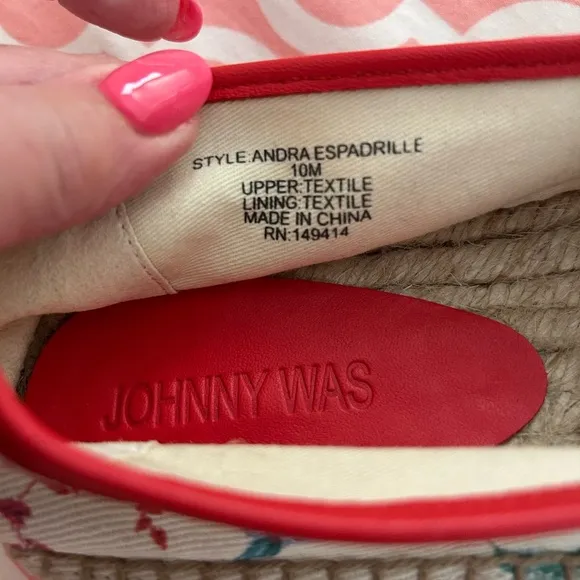 STYLE:ANDRA ESPADRILLE
10M
UPPER:TEXTILE
LINING:TEXTILE
MADE IN CHINA
RN:149414
JOHNNY WAS